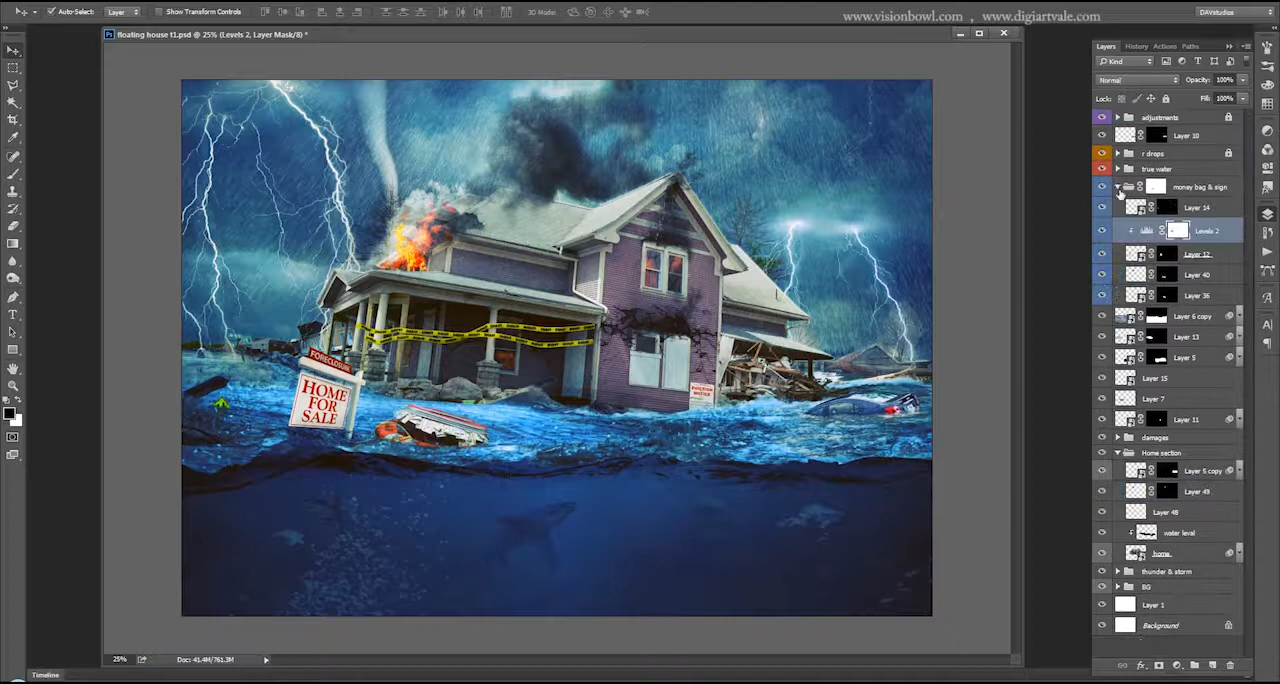 www.visionbowl.com , www.digiartvale.com
Auto-Select: Layer Show Transform Controls 3D Mode: DAVstudios
floating house t1.psd @ 25% (Levels 2, Layer Mask/8) *
Layers History Actions Paths
Kind
Normal Opacity: 100%
Lock: Fill: 100%
adjustments
Layer 10
r drops
true water
money bag & sign
Layer 14
Levels 2
Layer 12
Layer 40
Layer 36
Layer 6 copy
Layer 13
Layer 5
Layer 15
Layer 7
Layer 11
damages
Home section
Layer 5 copy
Layer 49
Layer 48
water leval
home
thunder & storm
BG
Layer 1
Background
FORECLOSURE
HOME
FOR
SALE
25% Doc: 41.4M/761.3M
Timeline